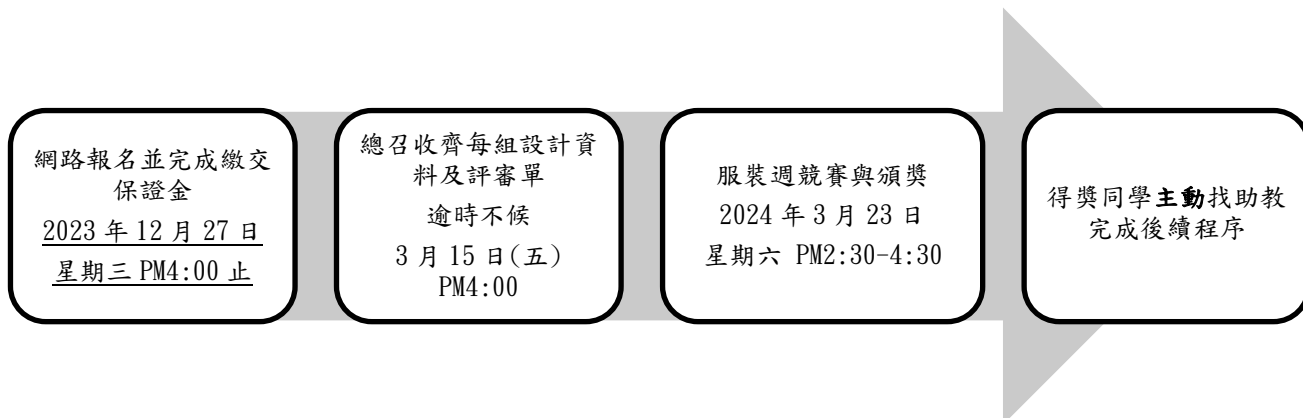 網路報名並完成繳交
保證金
2023 年 12 月 27 日
星期三 PM4:00 止
總召收齊每組設計資
料及評審單
逾時不候
3 月 15 日(五)
PM4:00
服裝週競賽與頒獎
2024 年 3 月 23 日
星期六 PM2:30-4:30
得獎同學主動找助教
完成後續程序